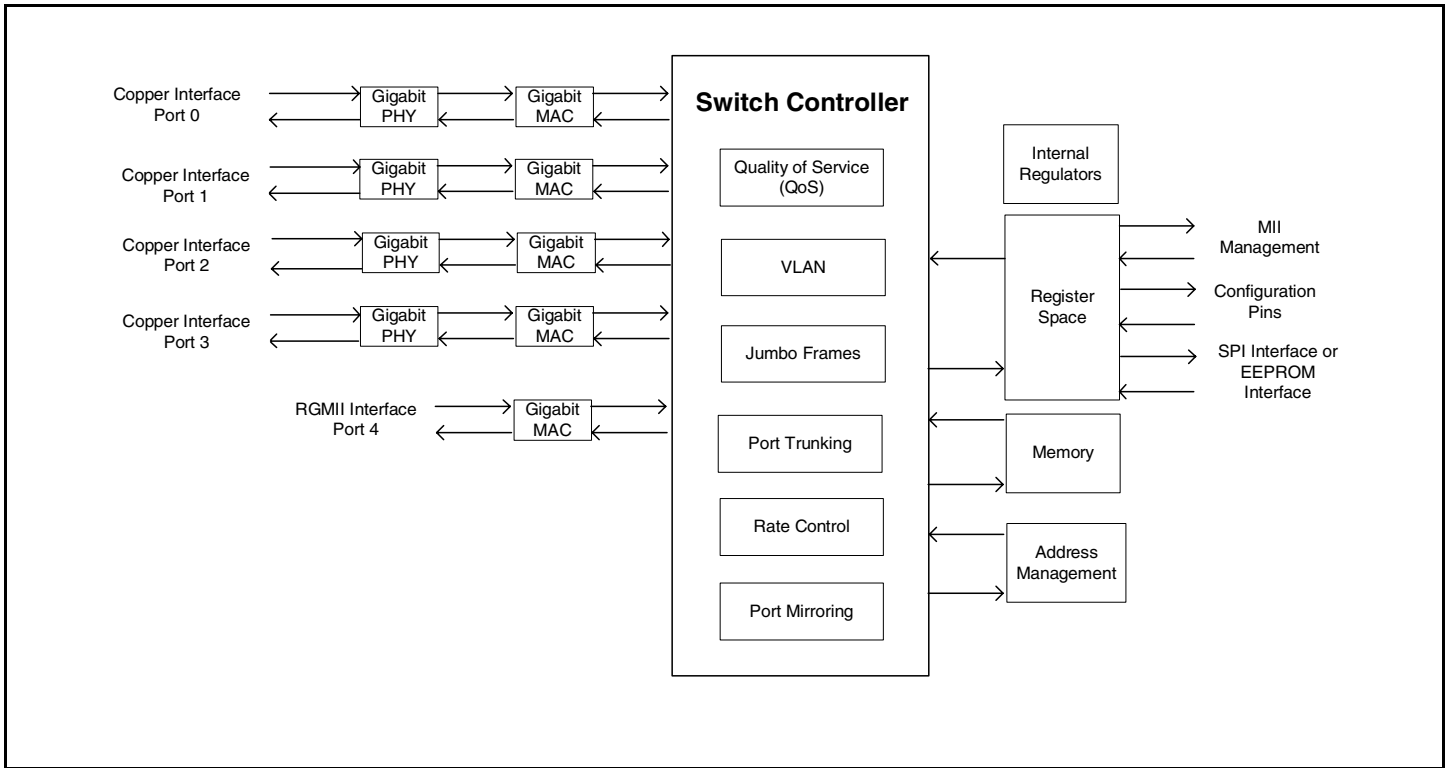 Copper Interface
Port 0
Gigabit
PHY
Gigabit
MAC
Copper Interface
Port 1
Gigabit
PHY
Gigabit
MAC
Copper Interface
Port 2
Gigabit
PHY
Gigabit
MAC
Copper Interface
Port 3
Gigabit
PHY
Gigabit
MAC
RGMII Interface
Port 4
Gigabit
MAC
Switch Controller
Quality of Service
(QoS)
VLAN
Jumbo Frames
Port Trunking
Rate Control
Port Mirroring
Internal
Regulators
Register
Space
Memory
Address
Management
MII
Management
Configuration
Pins
SPI Interface or
EEPROM
Interface